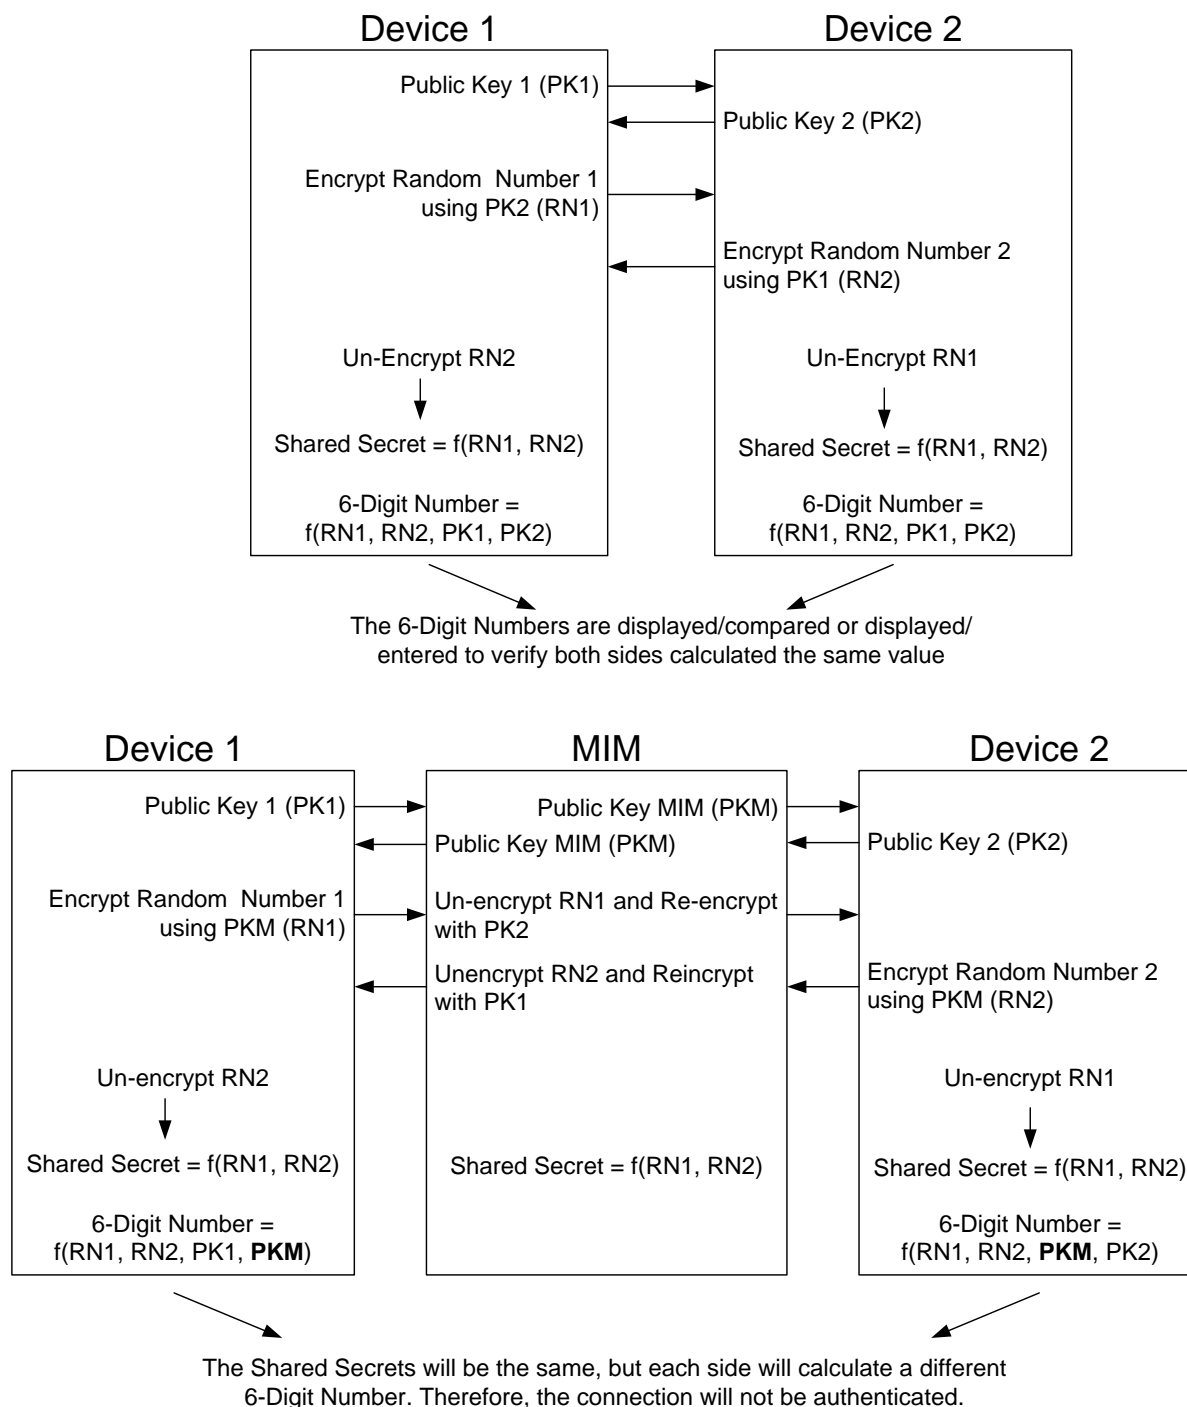 Device 1
Device 2
Public Key 1 (PK1)
Public Key 2 (PK2)
Encrypt Random  Number 1
using PK2 (RN1)
Encrypt Random Number 2
using PK1 (RN2)
Un-Encrypt RN2
Un-Encrypt RN1
Shared Secret = f(RN1, RN2)
Shared Secret = f(RN1, RN2)
6-Digit Number =
f(RN1, RN2, PK1, PK2)
6-Digit Number =
f(RN1, RN2, PK1, PK2)
The 6-Digit Numbers are displayed/compared or displayed/
entered to verify both sides calculated the same value
Device 1
MIM
Device 2
Public Key 1 (PK1)
Public Key MIM (PKM)
Public Key MIM (PKM)
Public Key 2 (PK2)
Encrypt Random  Number 1
using PKM (RN1)
Un-encrypt RN1 and Re-encrypt
with PK2
Unencrypt RN2 and Reincrypt
with PK1
Encrypt Random Number 2
using PKM (RN2)
Un-encrypt RN2
Un-encrypt RN1
Shared Secret = f(RN1, RN2)
Shared Secret = f(RN1, RN2)
Shared Secret = f(RN1, RN2)
6-Digit Number =
f(RN1, RN2, PK1, PKM)
6-Digit Number =
f(RN1, RN2, PKM, PK2)
The Shared Secrets will be the same, but each side will calculate a different
6-Digit Number. Therefore, the connection will not be authenticated.